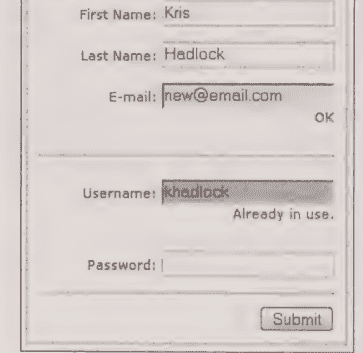 First Name: Kris
Last Name: Hadlock
E-mail: new@email.com
OK
Username: khadlock
Already in use.
Password:
Submit